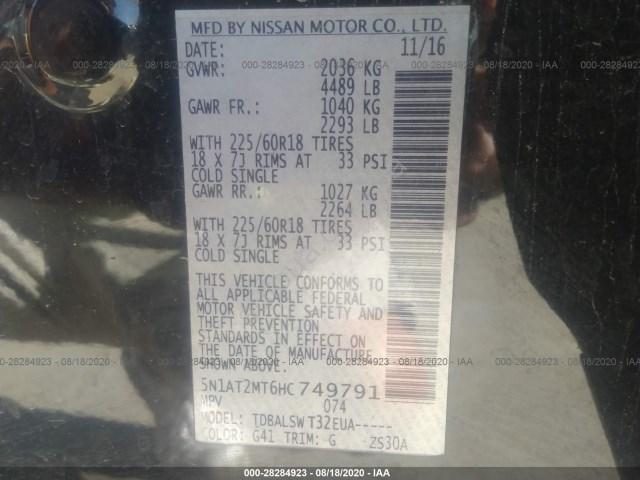 MFD BY NISSAN MOTOR CO., LTD.
DATE: 11/16
GVWR: 2036 KG
4489 LB
GAWR FR.: 1040 KG
2293 LB
WITH 225/60R18 TIRES
18 X 7J RIMS AT 33 PSI
COLD SINGLE
GAWR RR.: 1027 KG
2264 LB
WITH 225/60R18 TIRES
18 X 7J RIMS AT 33 PSI
COLD SINGLE
THIS VEHICLE CONFORMS TO
ALL APPLICABLE FEDERAL
MOTOR VEHICLE SAFETY AND
THEFT PREVENTION
STANDARDS IN EFFECT ON
THE DATE OF MANUFACTURE
SHOWN ABOVE.
5N1AT2MT6HC749791
MPV 074
MODEL: TDBALSW T32EUA-----
COLOR: G41 TRIM: G ZS30A
000-28284923 - 08/18/2020 - IAAI